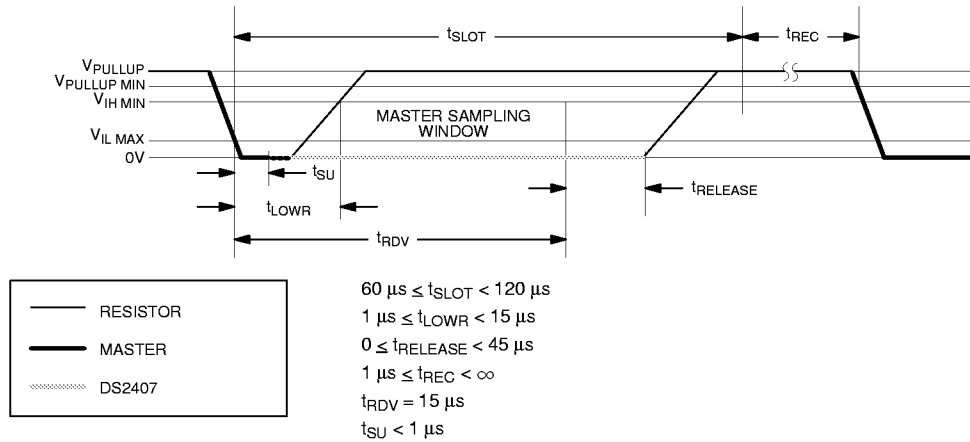 tSLOT
tREC
VPULLUP
VPULLUP MIN
VIH MIN
MASTER SAMPLING
WINDOW
VIL MAX
0V
tSU
tRELEASE
tLOWR
tRDV
RESISTOR
MASTER
DS2407
60 µs ≤ tSLOT < 120 µs
1 µs ≤ tLOWR < 15 µs
0 ≤ tRELEASE < 45 µs
1 µs ≤ tREC < ∞
tRDV = 15 µs
tSU < 1 µs